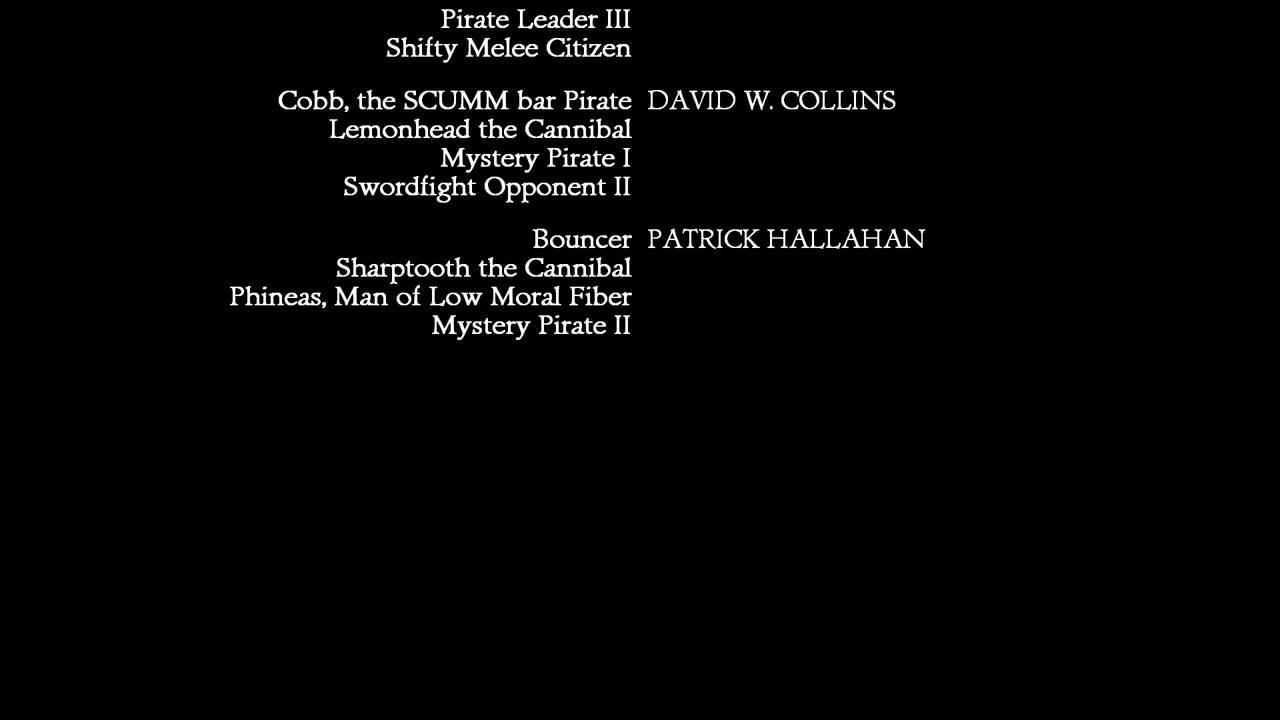 Pirate Leader III
Shifty Melee Citizen
Cobb, the SCUMM bar Pirate DAVID W. COLLINS
Lemonhead the Cannibal
Mystery Pirate I
Swordfight Opponent II
Bouncer PATRICK HALLAHAN
Sharptooth the Cannibal
Phineas, Man of Low Moral Fiber
Mystery Pirate II